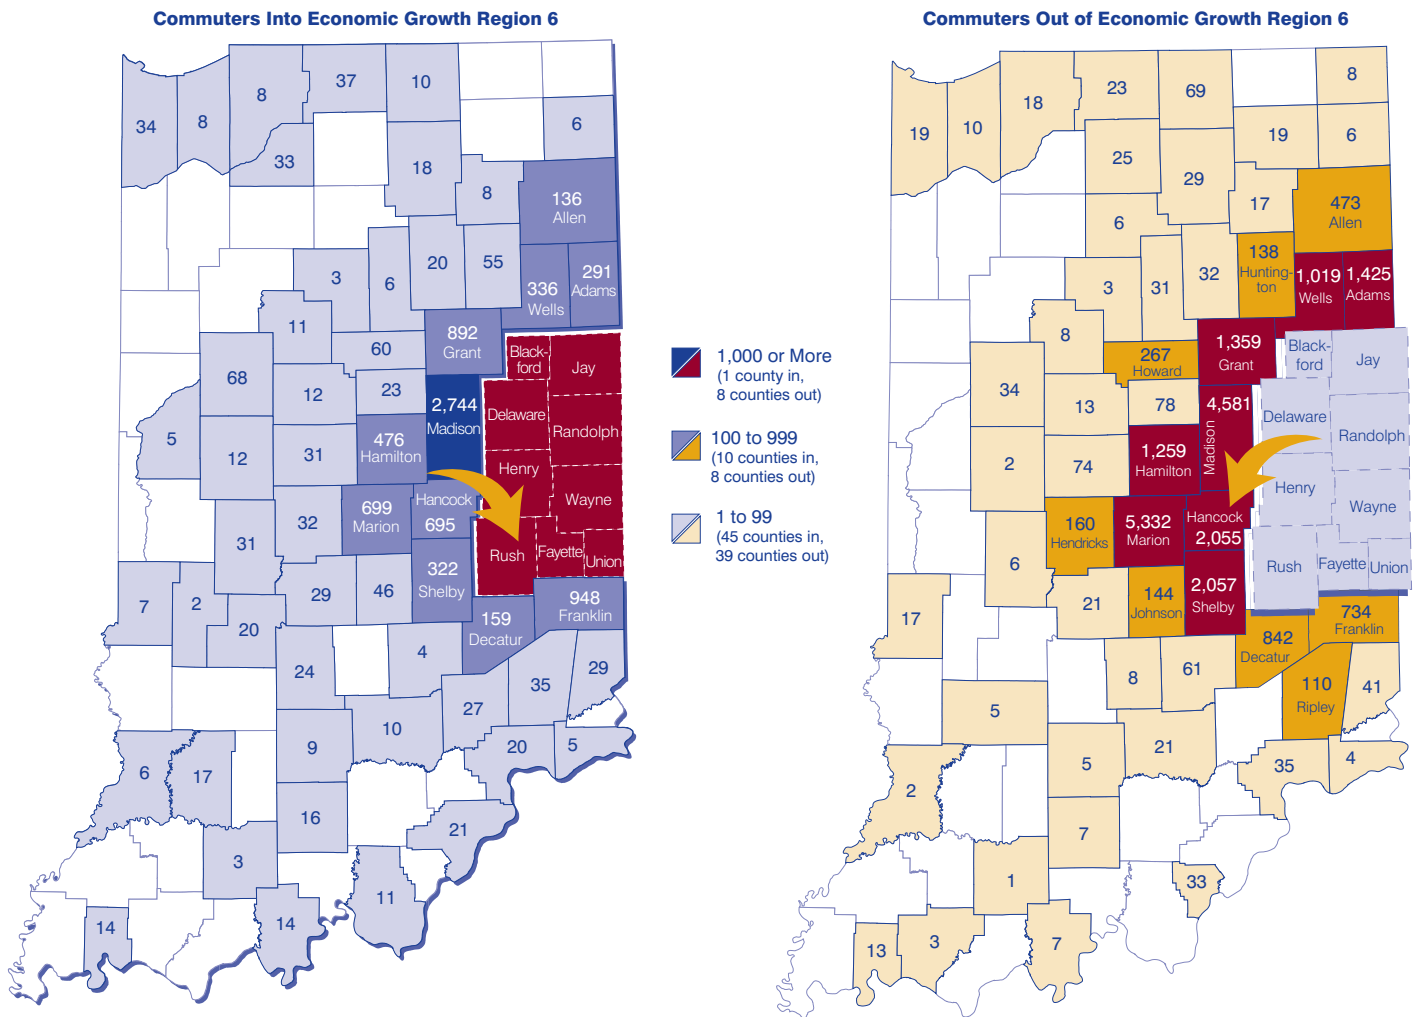 Commuters Into Economic Growth Region 6
34
8
8
37
10
6
33
18
8
136
Allen
3
6
20
55
336
Wells
291
Adams
11
60
892
Grant
68
12
23
2,744
Madison
5
12
31
476
Hamilton
32
699
Marion
Hancock
695
31
29
46
322
Shelby
7
2
20
159
Decatur
948
Franklin
24
4
35
29
9
10
27
20
5
6
17
16
21
3
11
14
14
Black-
ford
Jay
Delaware
Randolph
Henry
Wayne
Rush
Fayette
Union
1,000 or More
(1 county in,
8 counties out)
100 to 999
(10 counties in,
8 counties out)
1 to 99
(45 counties in,
39 counties out)
Commuters Out of Economic Growth Region 6
19
10
18
23
69
8
25
29
19
6
17
473
Allen
6
3
31
32
138
Hunting-
ton
1,019
Wells
1,425
Adams
8
267
Howard
1,359
Grant
34
13
78
4,581
Madison
2
74
1,259
Hamilton
160
Hendricks
5,332
Marion
Hancock
2,055
6
21
144
Johnson
2,057
Shelby
17
842
Decatur
734
Franklin
8
61
110
Ripley
41
5
5
21
35
4
2
7
33
1
13
3
7
Black-
ford
Jay
Delaware
Randolph
Henry
Wayne
Rush
Fayette
Union